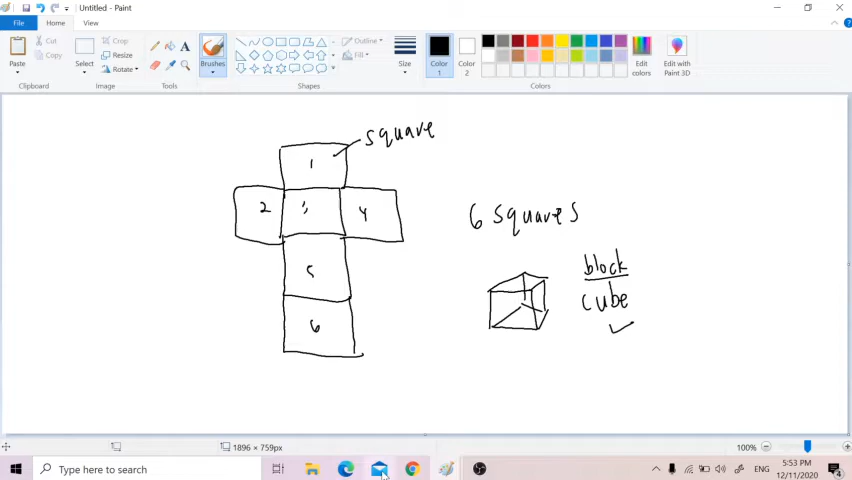 Untitled - Paint
File
Home
View
Paste
Cut
Copy
Clipboard
Select
Crop
Resize
Rotate
Image
A
Tools
Brushes
Shapes
Outline
Fill
Size
Color
1
Color
2
Colors
Edit
colors
Edit with
Paint 3D
square
1
2
3
4
6 squares
5
block
cube
6
1896 × 759px
100%
Type here to search
ENG
5:53 PM
12/11/2020
4